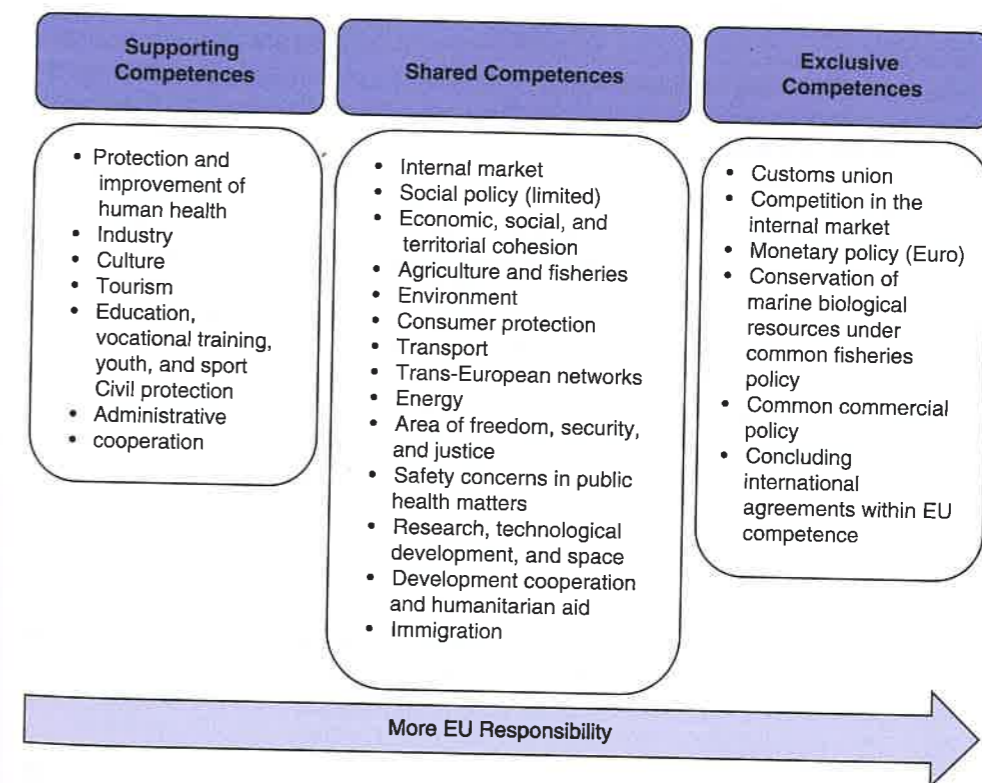 Supporting
Competences
• Protection and
improvement of
human health
• Industry
• Culture
• Tourism
• Education,
vocational training,
youth, and sport
Civil protection
• Administrative
• cooperation
Shared Competences
• Internal market
• Social policy (limited)
• Economic, social, and
territorial cohesion
• Agriculture and fisheries
• Environment
• Consumer protection
• Transport
• Trans-European networks
• Energy
• Area of freedom, security,
and justice
• Safety concerns in public
health matters
• Research, technological
development, and space
• Development cooperation
and humanitarian aid
• Immigration
Exclusive
Competences
• Customs union
• Competition in the
internal market
• Monetary policy (Euro)
• Conservation of
marine biological
resources under
common fisheries
policy
• Common commercial
policy
• Concluding
international
agreements within EU
competence
More EU Responsibility